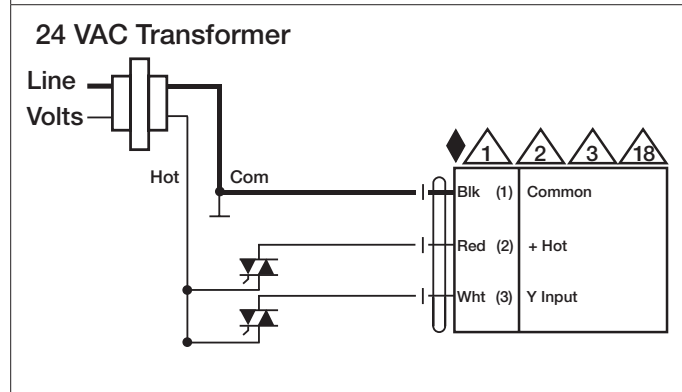 24 VAC Transformer
Line
Volts
Hot
Com
1 2 3 18
Blk (1) Common
Red (2) + Hot
Wht (3) Y Input